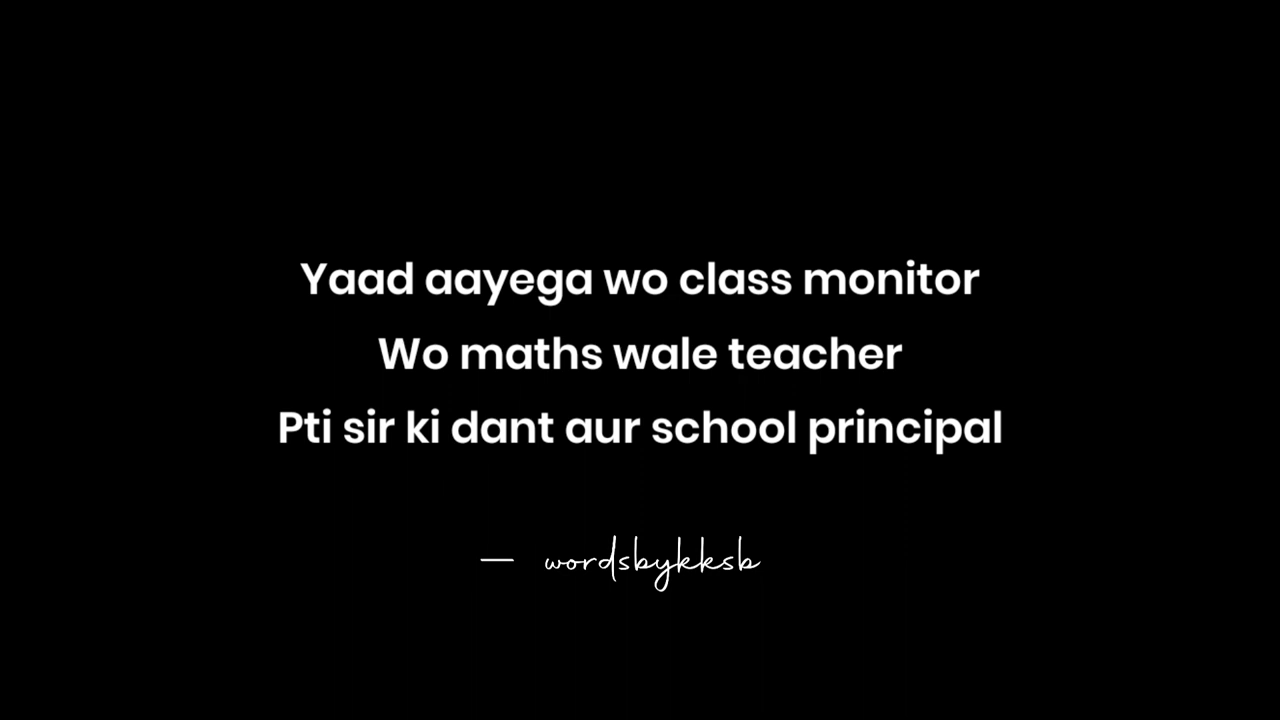 Yaad aayega wo class monitor
Wo maths wale teacher
Pti sir ki dant aur school principal
— wordsbykksb